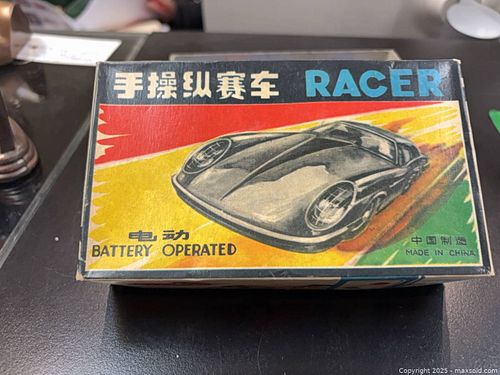 手操纵赛车 RACER
电动
BATTERY OPERATED
中国制造
MADE IN CHINA
Copyright 2025 - maxsold.com